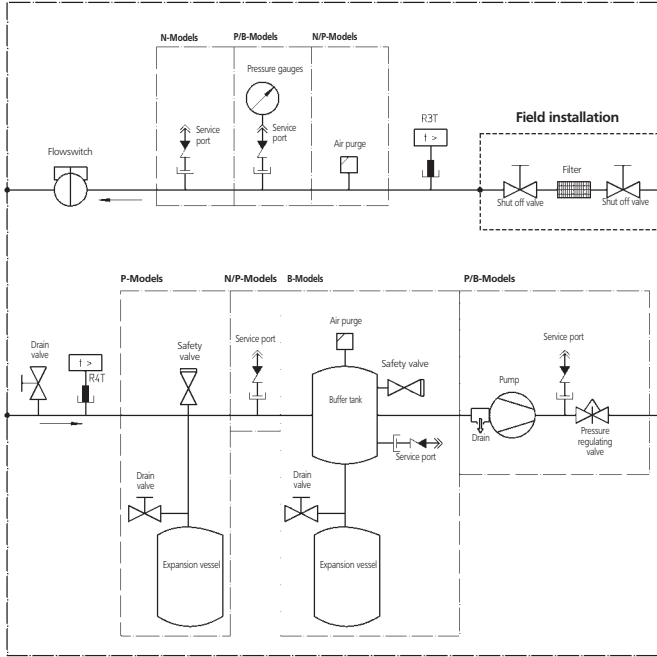 N-Models
P/B-Models
N/P-Models
Pressure gauges
Service
port
Service
port
R3T
t >
Air purge
Flowswitch
Field installation
Filter
Shut off valve
Shut off valve
P-Models
N/P-Models
B-Models
P/B-Models
Air purge
Drain
valve
t >
R4T
Safety
valve
Service port
Safety valve
Buffer tank
Service port
Pump
Service port
Drain
Pressure
regulating
valve
Drain
valve
Drain
valve
Expansion vessel
Expansion vessel